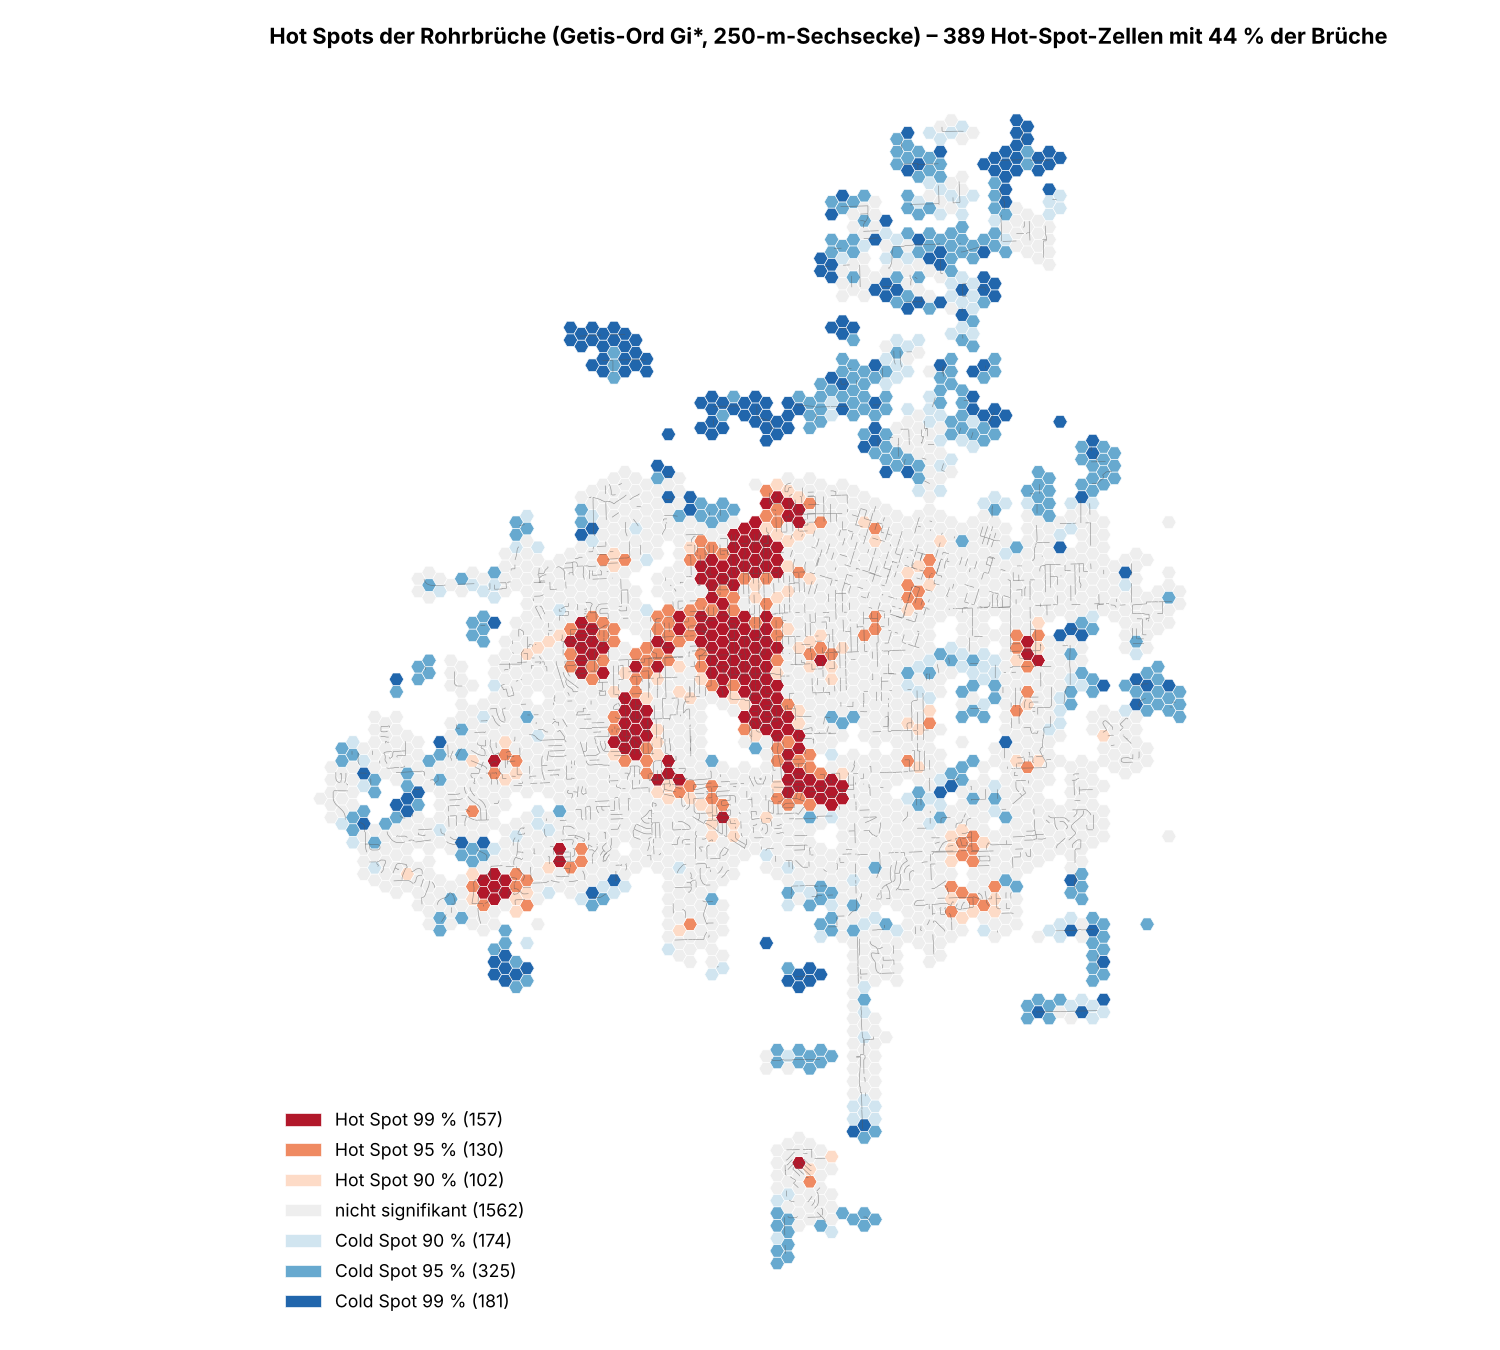 Hot Spots der Rohrbrüche (Getis-Ord Gi*, 250-m-Sechsecke) – 389 Hot-Spot-Zellen mit 44 % der Brüche
Hot Spot 99 % (157)
Hot Spot 95 % (130)
Hot Spot 90 % (102)
nicht signifikant (1562)
Cold Spot 90 % (174)
Cold Spot 95 % (325)
Cold Spot 99 % (181)